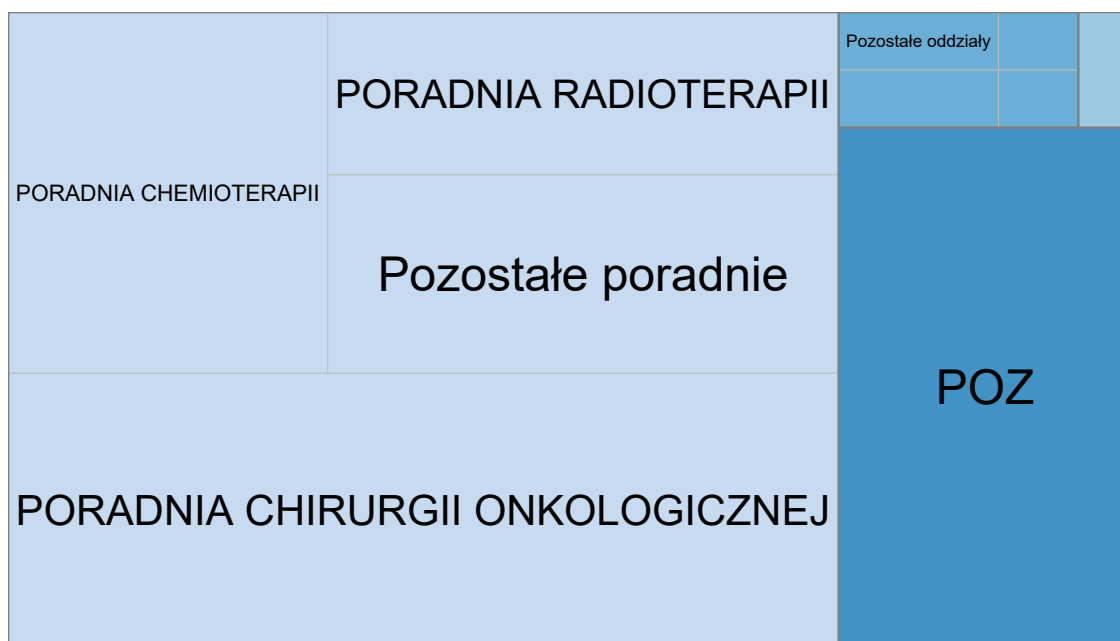 PORADNIA CHEMIOTERAPII
PORADNIA RADIOTERAPII
Pozostałe poradnie
PORADNIA CHIRURGII ONKOLOGICZNEJ
Pozostałe oddziały
POZ